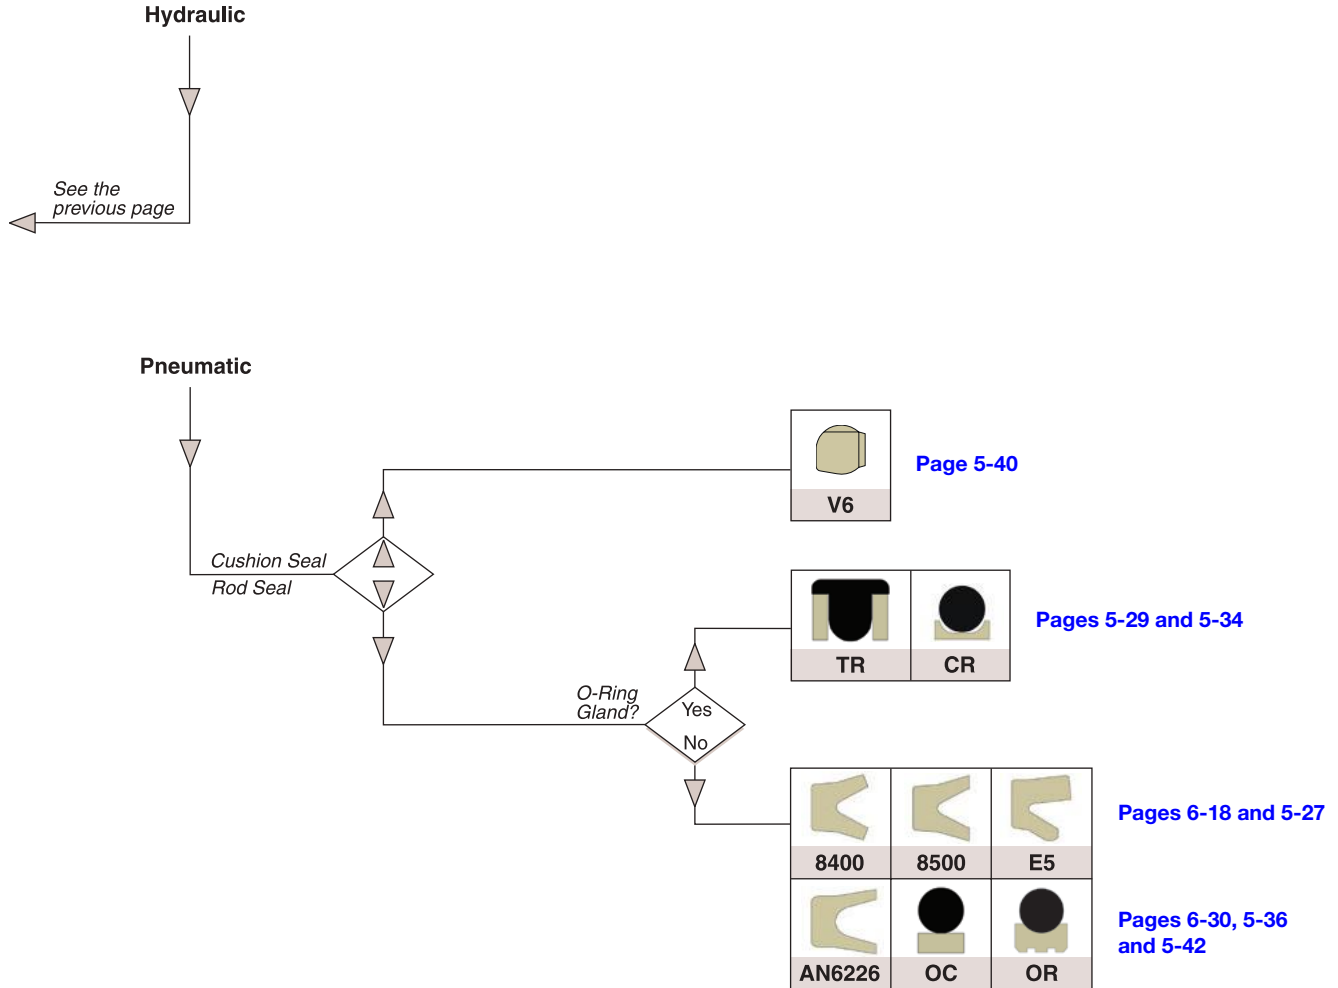 Hydraulic
See the
previous page
Pneumatic
V6
Page 5-40
Cushion Seal
Rod Seal
TR
CR
Pages 5-29 and 5-34
O-Ring
Gland?
Yes
No
8400
8500
E5
Pages 6-18 and 5-27
AN6226
OC
OR
Pages 6-30, 5-36
and 5-42